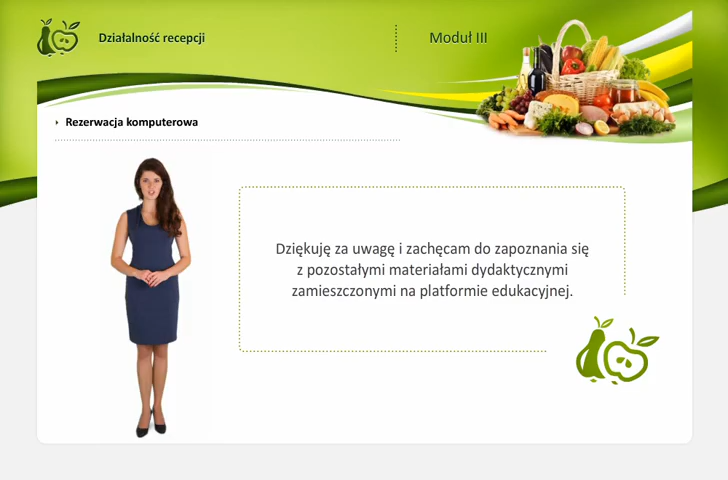 Działalność recepcji
Moduł III
Rezerwacja komputerowa
Dziękuję za uwagę i zachęcam do zapoznania się
z pozostałymi materiałami dydaktycznymi
zamieszczonymi na platformie edukacyjnej.